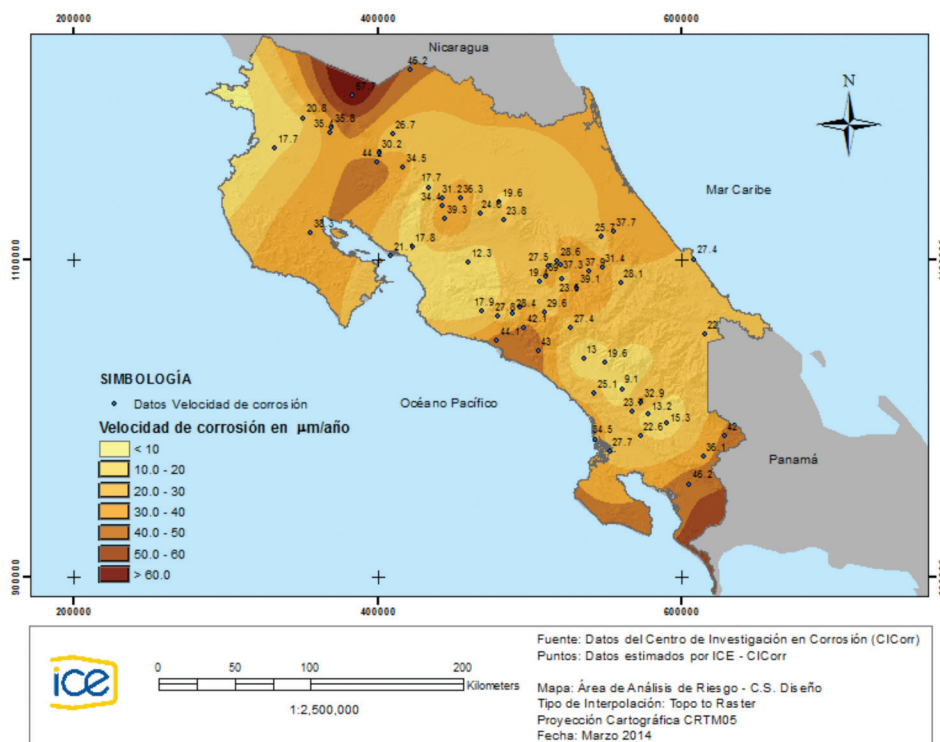 200000 400000 600000
Nicaragua
46.2
67.7
N
20.8
35.8
26.7
17.7
30.2
44.2
34.5
Mar Caribe
17.7
31.2
36.3
19.6
34.4
24.8
23.8
39.3
38.3
37.7
25.7
17.8
21.
28.6
27.4
1100000
12.3
27.5
37.3
31.4
39.1
28.1
17.9
27.8
28.4
29.6
42.1
27.4
44.1
43
22
13
19.6
SIMBOLOGÍA
Datos Velocidad de corrosión
Océano Pacífico
9.1
25.1
32.9
13.2
15.3
Velocidad de corrosión en µm/año
< 10
10.0 - 20
20.0 - 30
30.0 - 40
40.0 - 50
50.0 - 60
> 60.0
34.5
22.6
27.7
42
36.1
Panamá
46.2
900000
200000 400000 600000
ice
0 50 100 200
Kilometers
1:2,500,000
Fuente: Datos del Centro de Investigación en Corrosión (CICorr)
Puntos: Datos estimados por ICE - CICorr
Mapa: Área de Análisis de Riesgo - C.S. Diseño
Tipo de Interpolación: Topo to Raster
Proyección Cartográfica CRTM05
Fecha: Marzo 2014